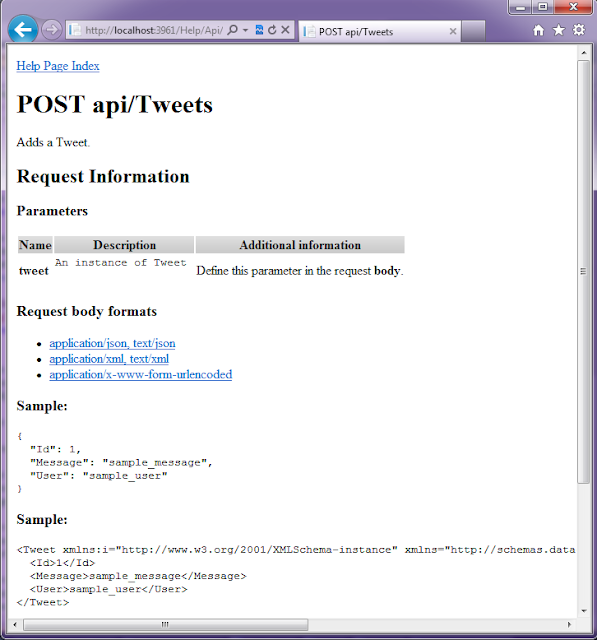 http://localhost:3961/Help/Api/
POST api/Tweets
Help Page Index
POST api/Tweets
Adds a Tweet.
Request Information
Parameters
Name Description Additional information
tweet An instance of Tweet Define this parameter in the request body.
Request body formats
application/json, text/json
application/xml, text/xml
application/x-www-form-urlencoded
Sample:
{
"Id": 1,
"Message": "sample_message",
"User": "sample_user"
}
Sample:
<Tweet xmlns:i="http://www.w3.org/2001/XMLSchema-instance" xmlns="http://schemas.data
<Id>1</Id>
<Message>sample_message</Message>
<User>sample_user</User>
</Tweet>